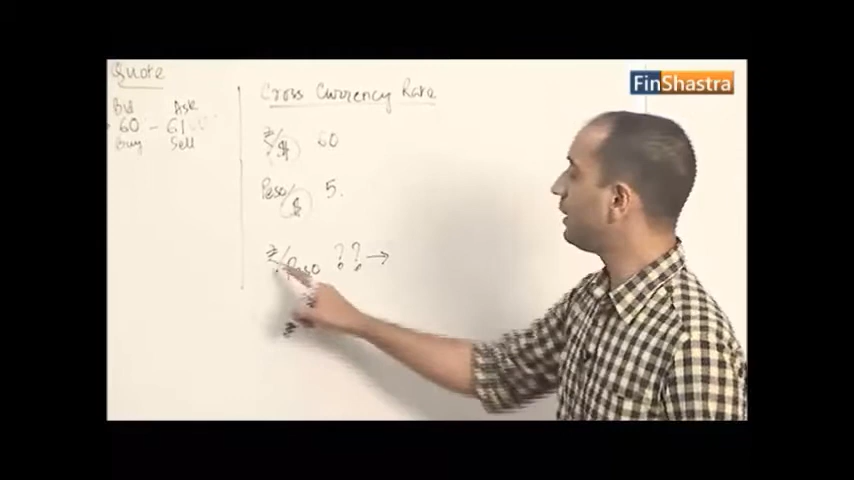 Quote
Bid Ask
60 - 61
Buy Sell
FinShastra
Cross Currency Rate
₹/$ 60
Peso/$ 5.
₹/Peso ?? →